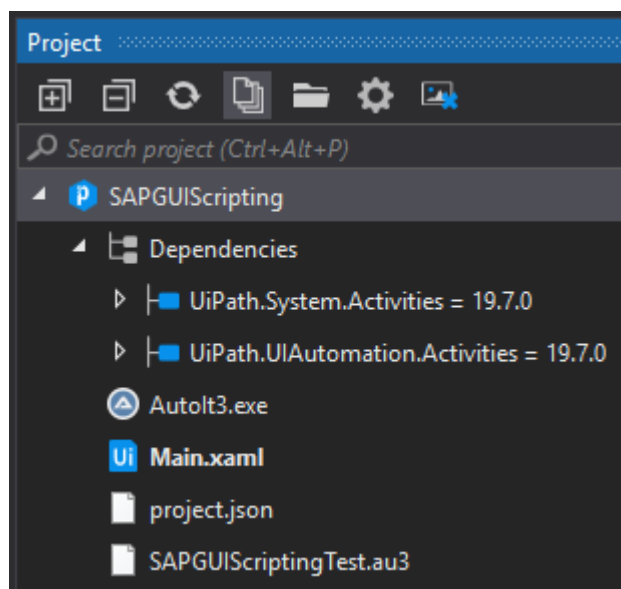 Project
Search project (Ctrl+Alt+P)
SAPGUIScripting
Dependencies
UiPath.System.Activities = 19.7.0
UiPath.UIAutomation.Activities = 19.7.0
AutoIt3.exe
Ui Main.xaml
project.json
SAPGUIScriptingTest.au3